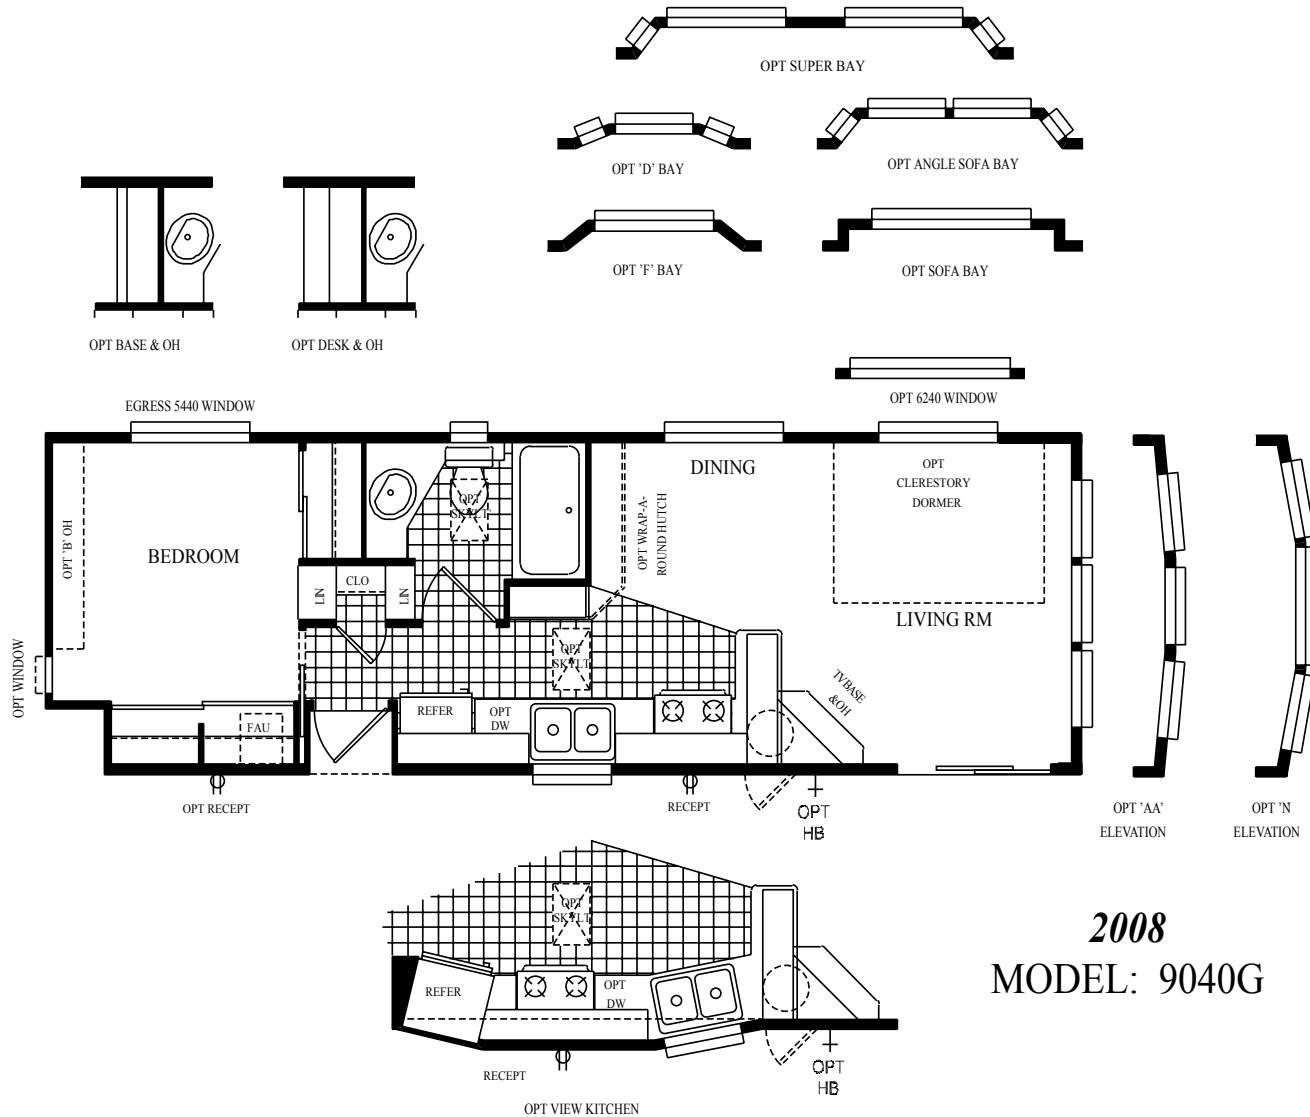 OPT SUPER BAY
OPT 'D' BAY
OPT ANGLE SOFA BAY
OPT 'F' BAY
OPT SOFA BAY
OPT BASE & OH
OPT DESK & OH
OPT 6240 WINDOW
EGRESS 5440 WINDOW
OPT 'B' OH
BEDROOM
OPT WINDOW
LIN
CLO
LIN
OPT
SKYLT
OPT WRAP-A-
ROUND HUTCH
DINING
OPT
CLERESTORY
DORMER
LIVING RM
OPT
SKYLT
TVBASE
&OH
REFER
OPT
DW
FAU
OPT RECEPT
RECEPT
OPT
HB
OPT 'AA'
ELEVATION
OPT 'N
ELEVATION
OPT
SKYLT
REFER
OPT
DW
RECEPT
OPT
HB
OPT VIEW KITCHEN
2008
MODEL: 9040G